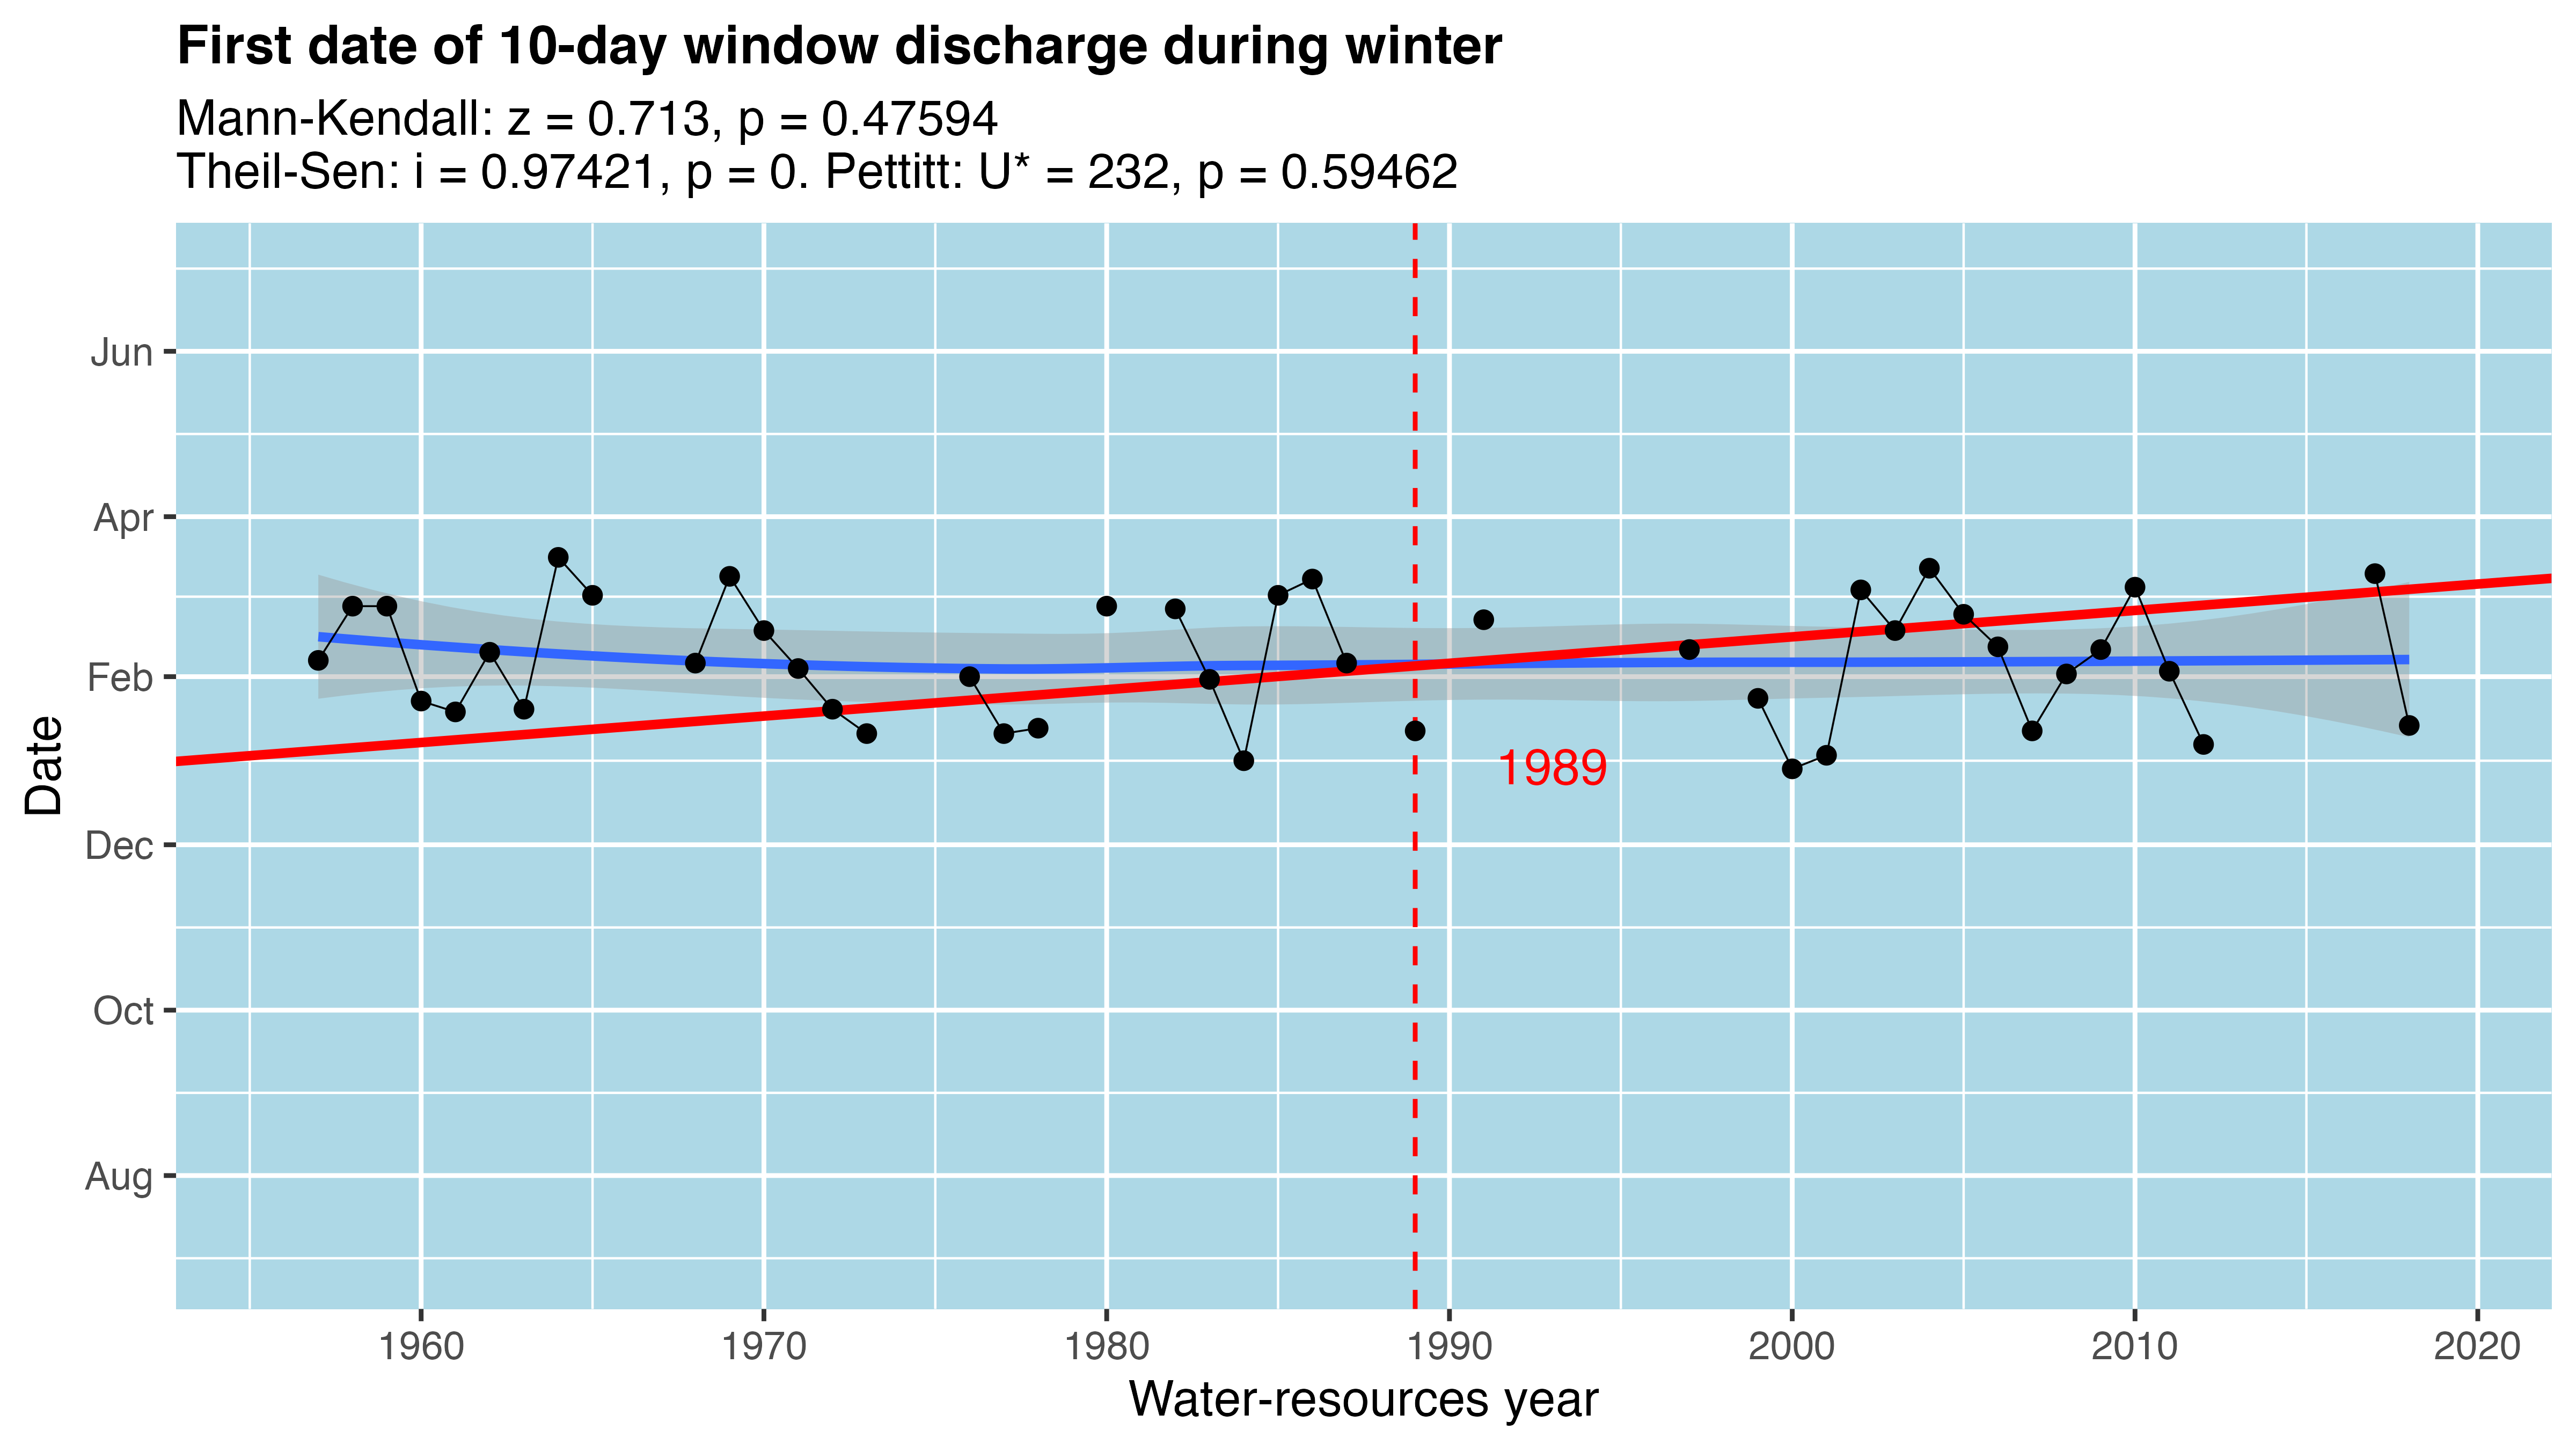 First date of 10-day window discharge during winter
Mann-Kendall: z = 0.713, p = 0.47594
Theil-Sen: i = 0.97421, p = 0. Pettitt: U* = 232, p = 0.59462
Jun
Apr
Feb
Dec
Oct
Aug
Date
1989
1960
1970
1980
1990
2000
2010
2020
Water-resources year